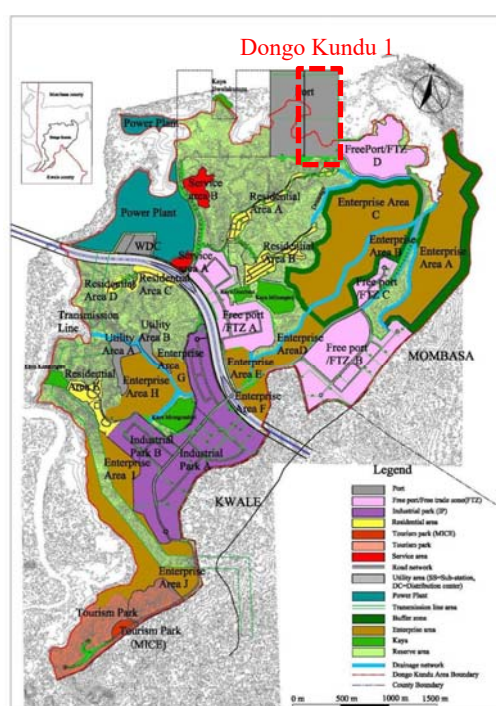 Dongo Kundu 1
N
Port
Power Plant
FreePort/FTZ
D
Service
area B
Residential
Area A
Power Plant
Enterprise Area
C
Drainage
WDC
Service
area A
Residential
Area B
Enterprise
Area B
Enterprise
Area A
Residential
Area D
Residential
Area C
Free port
/FTZ C
Transmission
Line
Free port
/FTZ A
Utility
Area B
Utility
Area A
Enterprise
Area D
Free port
/FTZ B
MOMBASA
Enterprise
Area G
Enterprise
Area E
Residential
Area E
Enterprise
Area H
Enterprise
Area F
Industrial
Park B
Industrial
Park A
Enterprise
Area I
KWALE
Enterprise
Area J
Tourism Park
Tourism Park
(MICE)
Legend
Port
Free port/Free trade zone(FTZ)
Industrial park (IP)
Residential area
Tourism park (MICE)
Tourism park
Service area
Road network
Utility area (SS=Sub-station,
DC=Distribution center)
Power Plant
Transmission line area
Buffer zone
Enterprise area
Kaya
Reserve area
Drainage network
Dongo Kundu Area Boundary
County Boundary
0 m 500 m 1000 m 1500 m